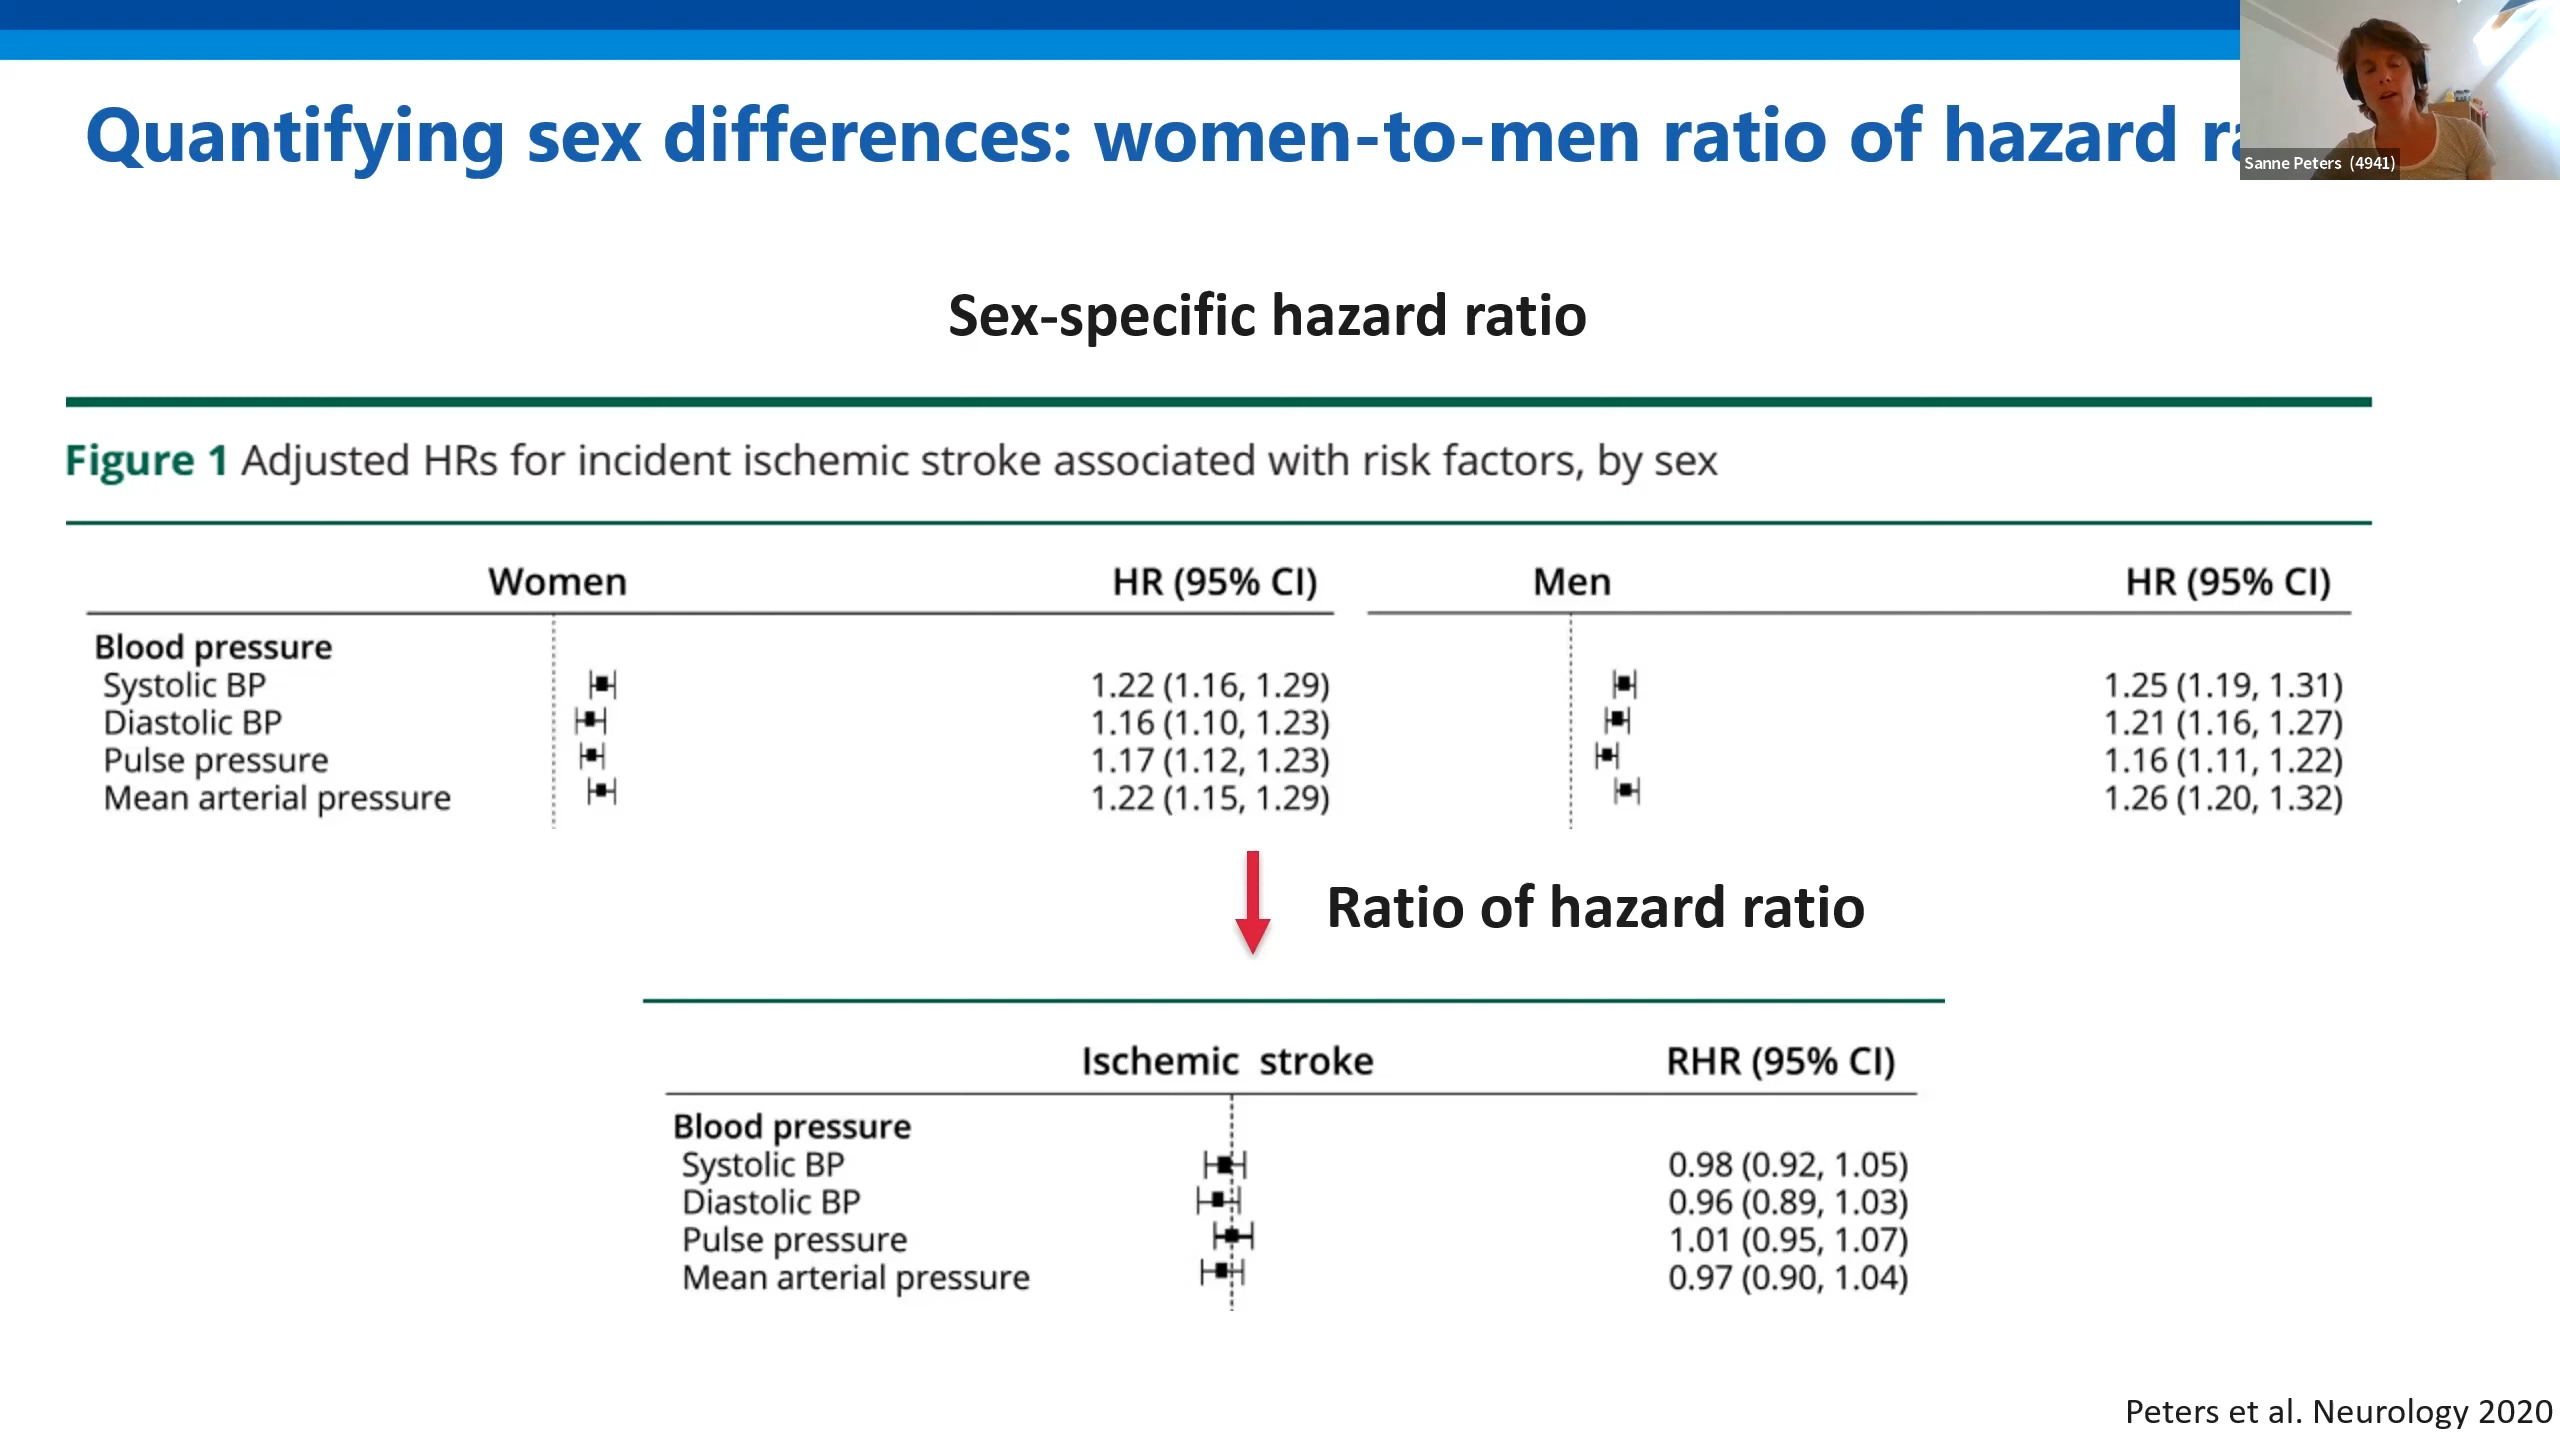 Quantifying sex differences: women-to-men ratio of hazard
Sanne Peters (4941)
Sex-specific hazard ratio
Figure 1 Adjusted HRs for incident ischemic stroke associated with risk factors, by sex
Women HR (95% CI) Men HR (95% CI)
Blood pressure
Systolic BP 1.22 (1.16, 1.29) 1.25 (1.19, 1.31)
Diastolic BP 1.16 (1.10, 1.23) 1.21 (1.16, 1.27)
Pulse pressure 1.17 (1.12, 1.23) 1.16 (1.11, 1.22)
Mean arterial pressure 1.22 (1.15, 1.29) 1.26 (1.20, 1.32)
Ratio of hazard ratio
Ischemic stroke RHR (95% CI)
Blood pressure
Systolic BP 0.98 (0.92, 1.05)
Diastolic BP 0.96 (0.89, 1.03)
Pulse pressure 1.01 (0.95, 1.07)
Mean arterial pressure 0.97 (0.90, 1.04)
Peters et al. Neurology 2020